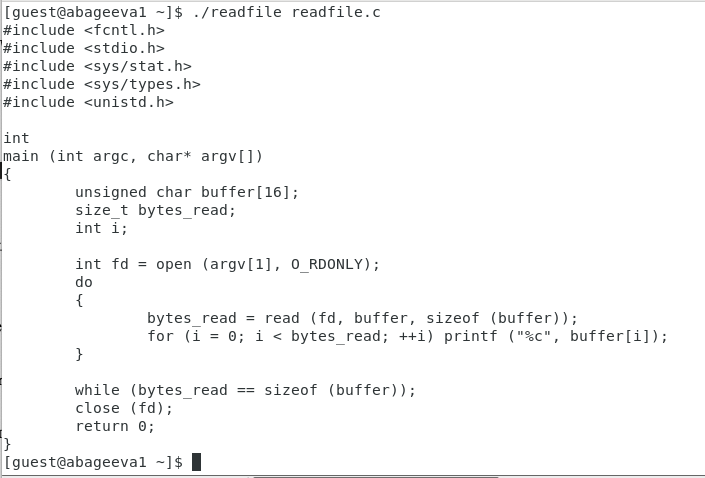 [guest@abageeva1 ~]$ ./readfile readfile.c
#include <fcntl.h>
#include <stdio.h>
#include <sys/stat.h>
#include <sys/types.h>
#include <unistd.h>

int
main (int argc, char* argv[])
{
        unsigned char buffer[16];
        size_t bytes_read;
        int i;

        int fd = open (argv[1], O_RDONLY);
        do
        {
                bytes_read = read (fd, buffer, sizeof (buffer));
                for (i = 0; i < bytes_read; ++i) printf ("%c", buffer[i]);
        }

        while (bytes_read == sizeof (buffer));
        close (fd);
        return 0;
}
[guest@abageeva1 ~]$